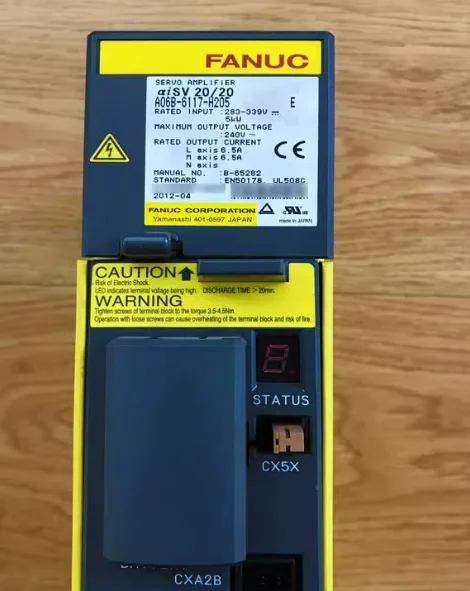 FANUC
SERVO AMPLIFIER
αiSV 20/20
A06B-6117-H205 E
RATED INPUT :283-339V ⎓
5kW
MAXIMUM OUTPUT VOLTAGE
:240V ~
RATED OUTPUT CURRENT
L axis 6.5A
M axis 6.5A
N axis
CE
MANUAL NO. :B-65282
STANDARD :EN50178, UL508C
2012-04
FANUC CORPORATION
Yamanashi 401-0597 JAPAN
made in JAPAN
CAUTION
Risk of Electric Shock.
LED indicates terminal voltage being high. DISCHARGE TIME > 20min.
WARNING
Tighten screws of terminal block to the torque 3.5-4.5Nm.
Operation with loose screws can cause overheating of the terminal block and risk of fire.
STATUS
CX5X
CXA2B